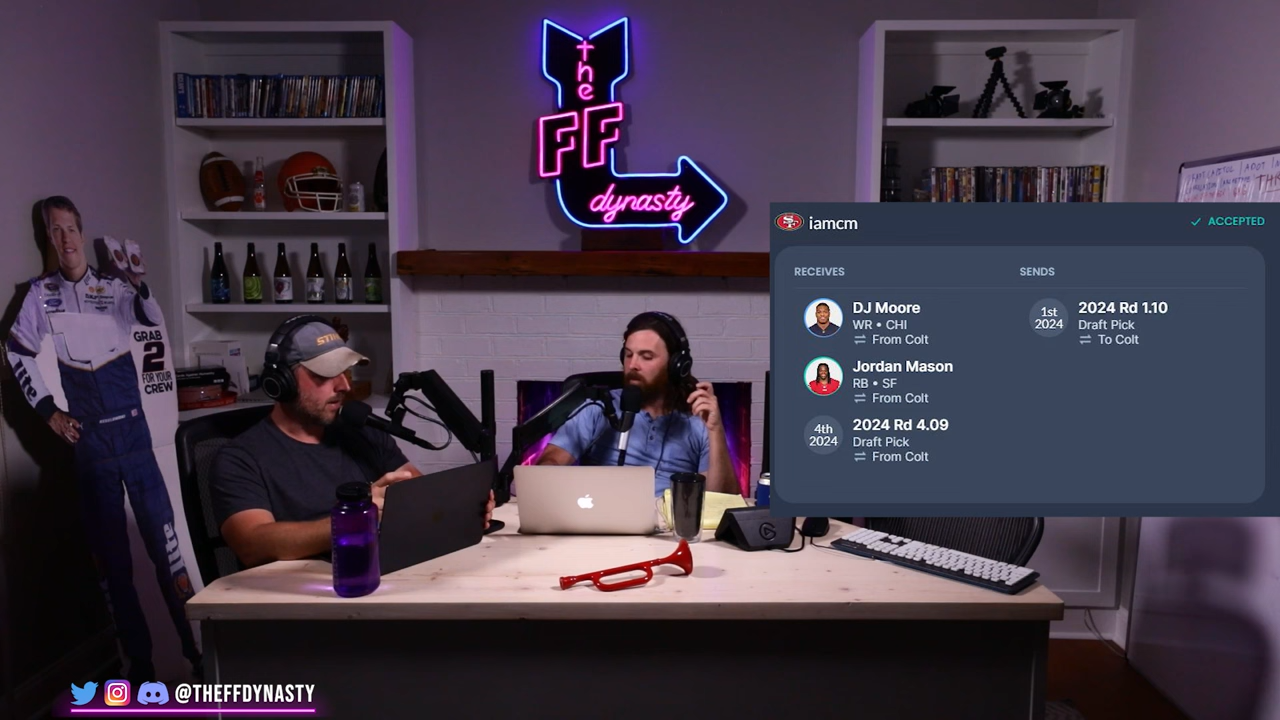 the
FF
dynasty
iamcm
ACCEPTED
RECEIVES
SENDS
DJ Moore
WR • CHI
From Colt
Jordan Mason
RB • SF
From Colt
4th
2024
2024 Rd 4.09
Draft Pick
From Colt
1st
2024
2024 Rd 1.10
Draft Pick
To Colt
GRAB
2
FOR YOUR
CREW
lite
lite
@THEFFDYNASTY